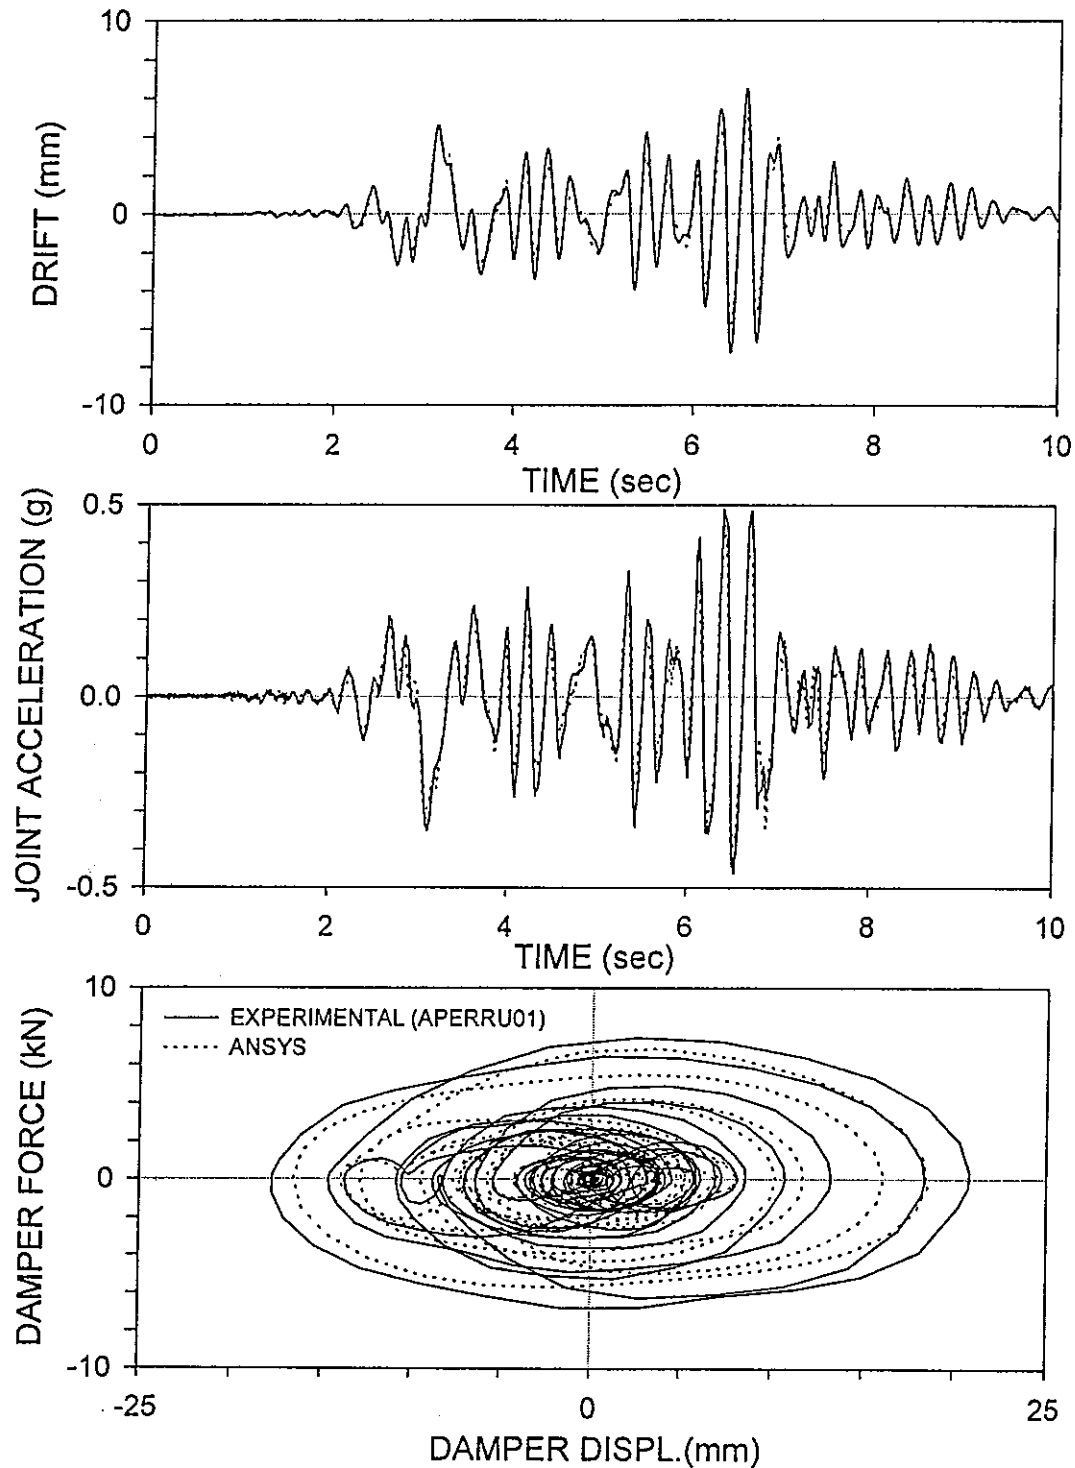 10
0
-10
DRIFT (mm)
0 2 4 6 8 10
TIME (sec)
0.5
0.0
-0.5
JOINT ACCELERATION (g)
0 2 4 6 8 10
TIME (sec)
10
0
-10
DAMPER FORCE (kN)
EXPERIMENTAL (APERRU01)
ANSYS
-25 0 25
DAMPER DISPL.(mm)